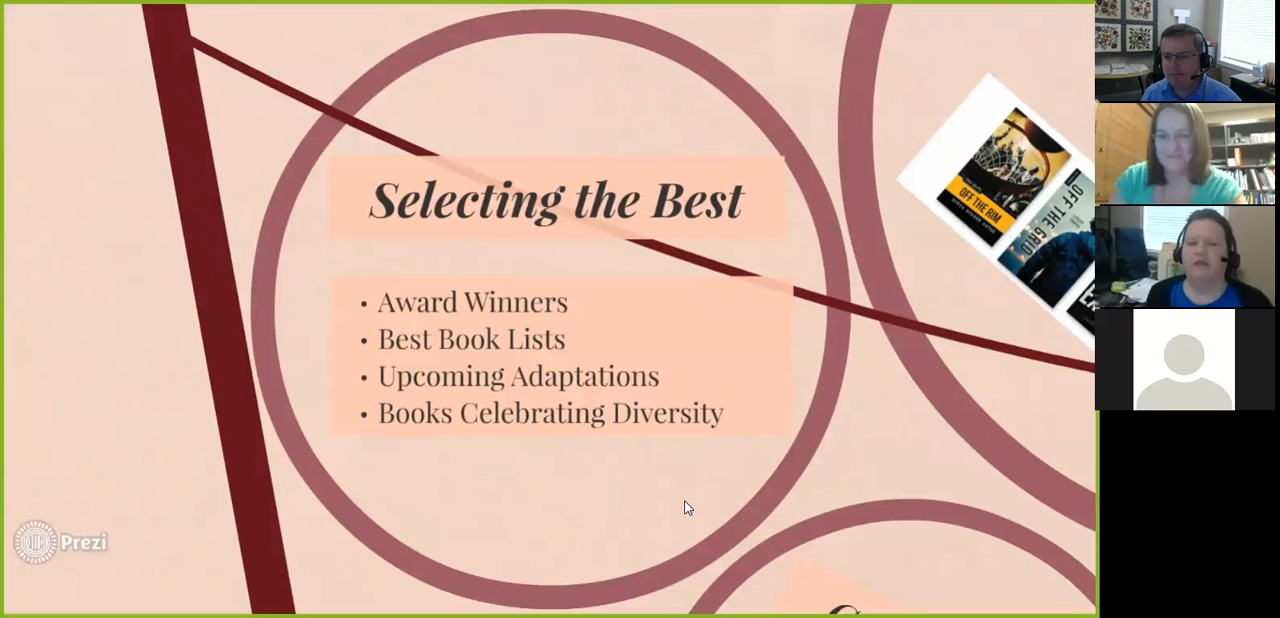 Selecting the Best
• Award Winners
• Best Book Lists
• Upcoming Adaptations
• Books Celebrating Diversity
OFF THE RIM
OFF THE GRID
Prezi